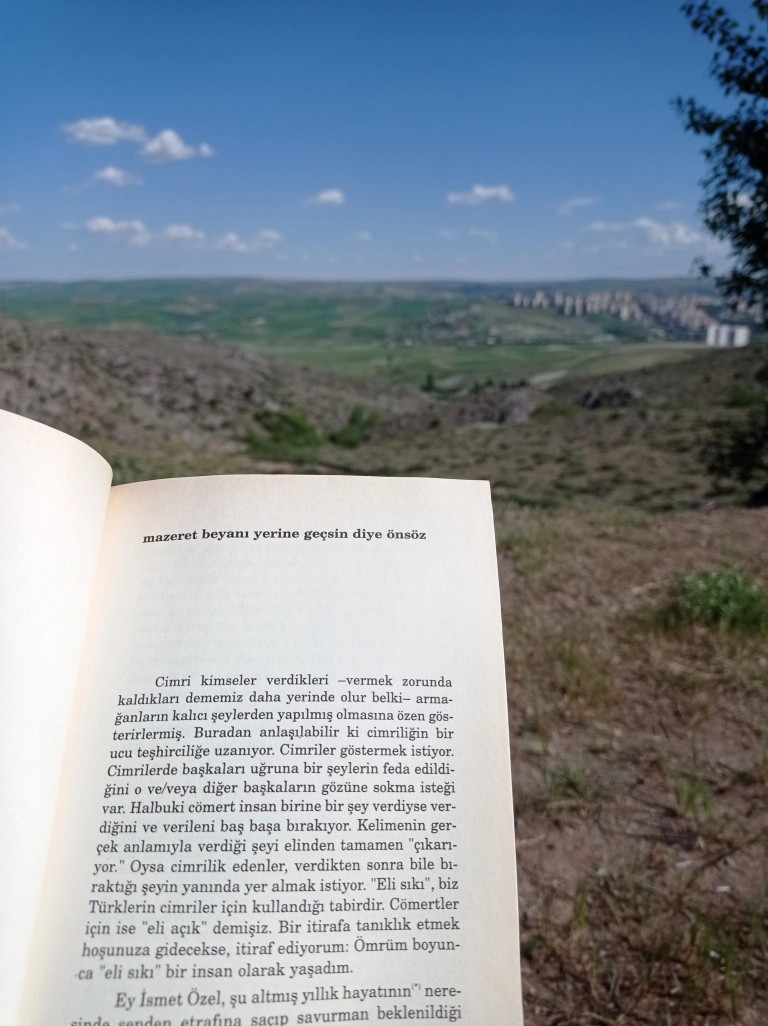 mazeret beyanı yerine geçsin diye önsöz
Cimri kimseler verdikleri –vermek zorunda
kaldıkları dememiz daha yerinde olur belki– arma-
ğanların kalıcı şeylerden yapılmış olmasına özen gös-
terirlermiş. Buradan anlaşılabilir ki cimriliğin bir
ucu teşhirciliğe uzanıyor. Cimriler göstermek istiyor.
Cimrilerde başkaları uğruna bir şeylerin feda edildi-
ğini o ve/veya diğer başkaların gözüne sokma isteği
var. Halbuki cömert insan birine bir şey verdiyse ver-
diğini ve verileni baş başa bırakıyor. Kelimenin ger-
çek anlamıyla verdiği şeyi elinden tamamen "çıkarı-
yor." Oysa cimrilik edenler, verdikten sonra bile bı-
raktığı şeyin yanında yer almak istiyor. "Eli sıkı", biz
Türklerin cimriler için kullandığı tabirdir. Cömertler
için ise "eli açık" demişiz. Bir itirafa tanıklık etmek
hoşunuza gidecekse, itiraf ediyorum: Ömrüm boyun-
ca "eli sıkı" bir insan olarak yaşadım.
Ey İsmet Özel, şu altmış yıllık hayatının(*) nere-
sinde senden etrafına saçıp savurman beklenildiği